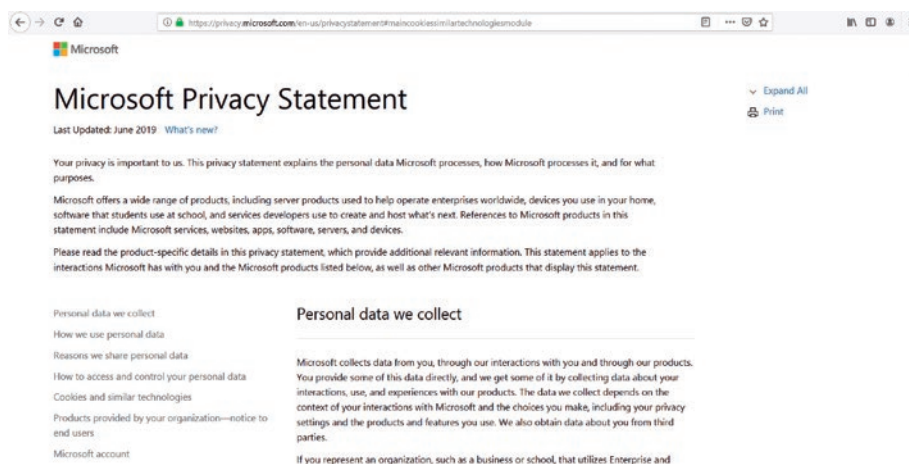 https://privacy.microsoft.com/en-us/privacystatement#maincookiessimilartechnologiesmodule
Microsoft
Microsoft Privacy Statement
Expand All
Print
Last Updated: June 2019 What's new?
Your privacy is important to us. This privacy statement explains the personal data Microsoft processes, how Microsoft processes it, and for what
purposes.
Microsoft offers a wide range of products, including server products used to help operate enterprises worldwide, devices you use in your home,
software that students use at school, and services developers use to create and host what's next. References to Microsoft products in this
statement include Microsoft services, websites, apps, software, servers, and devices.
Please read the product-specific details in this privacy statement, which provide additional relevant information. This statement applies to the
interactions Microsoft has with you and the Microsoft products listed below, as well as other Microsoft products that display this statement.
Personal data we collect
How we use personal data
Reasons we share personal data
How to access and control your personal data
Cookies and similar technologies
Products provided by your organization—notice to
end users
Microsoft account
Personal data we collect
Microsoft collects data from you, through our interactions with you and through our products.
You provide some of this data directly, and we get some of it by collecting data about your
interactions, use, and experiences with our products. The data we collect depends on the
context of your interactions with Microsoft and the choices you make, including your privacy
settings and the products and features you use. We also obtain data about you from third
parties.
If you represent an organization, such as a business or school, that utilizes Enterprise and